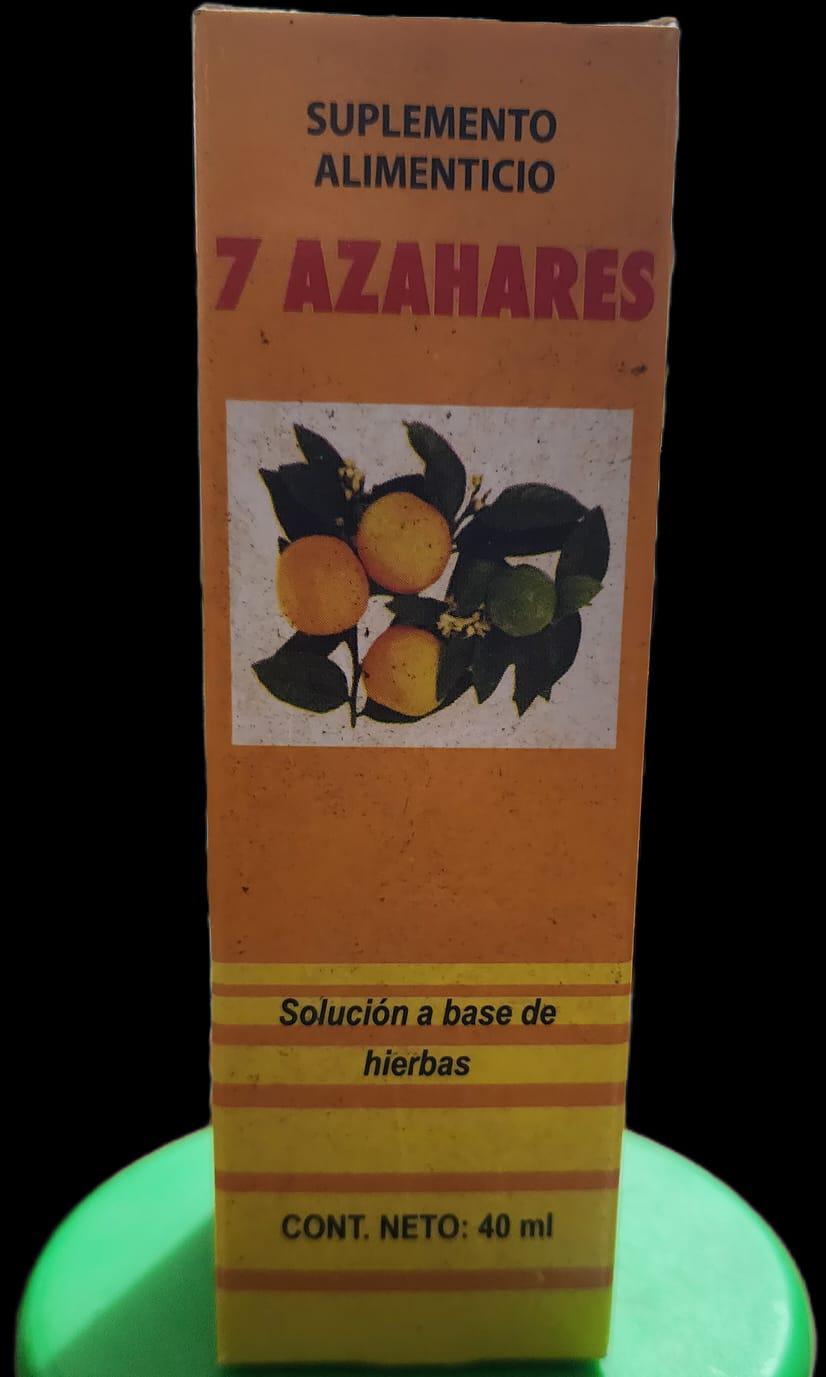 SUPLEMENTO
ALIMENTICIO
7 AZAHARES
Solución a base de
hierbas
CONT. NETO: 40 ml